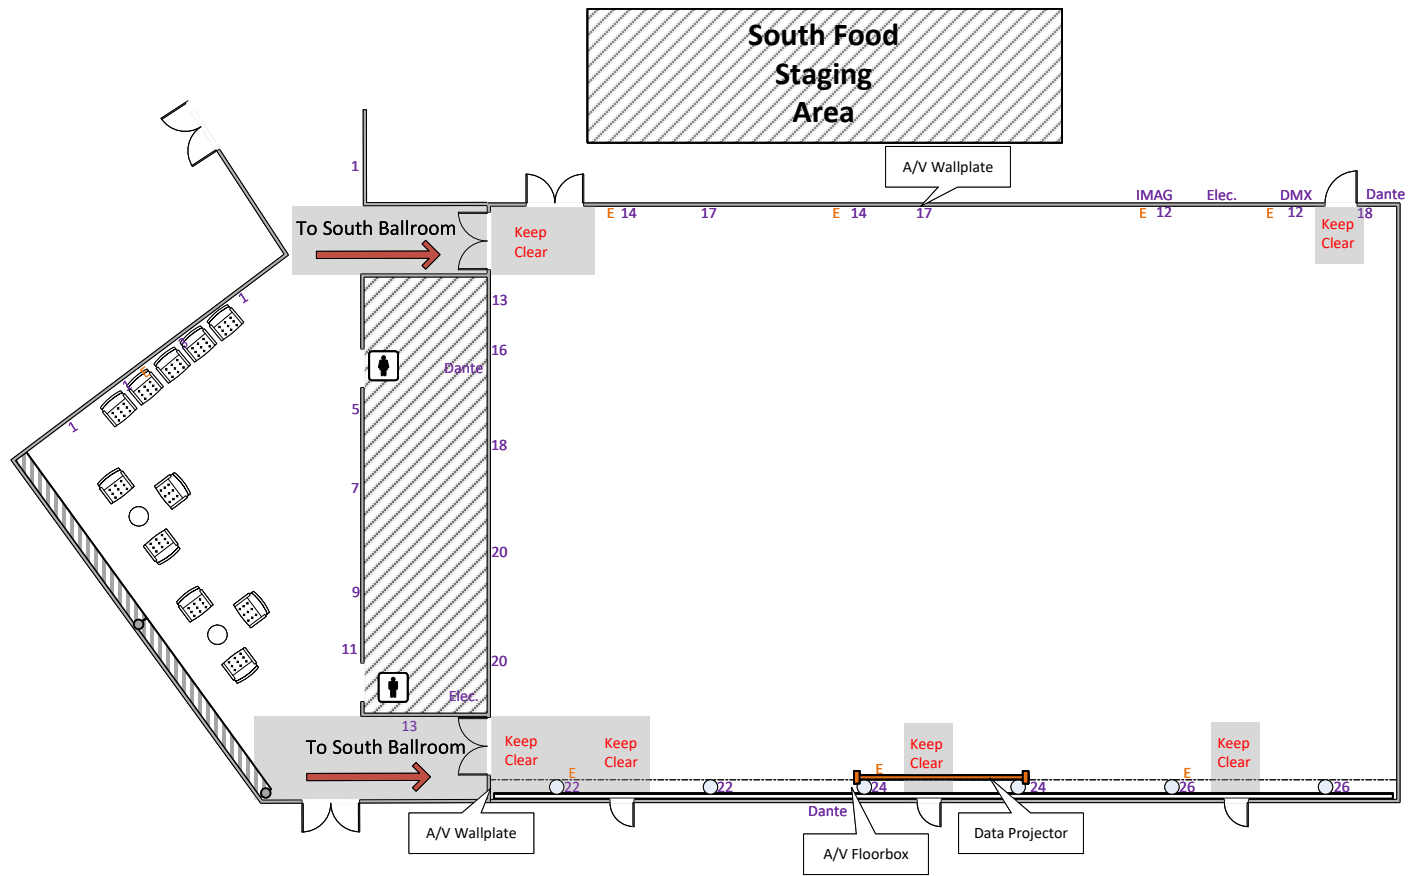 South Food
Staging
Area
A/V Wallplate
1
IMAG Elec. DMX Dante
E 14 17 E 14 17 E 12 E 12 18
To South Ballroom
Keep
Clear
Keep
Clear
1
13
16
Dante
E
1
5
1
18
7
20
9
11
20
Elec.
13
To South Ballroom
Keep
Clear
Keep
Clear
Keep
Clear
Keep
Clear
E E E
22 22 24 24 26 26
Dante
A/V Wallplate
A/V Floorbox
Data Projector